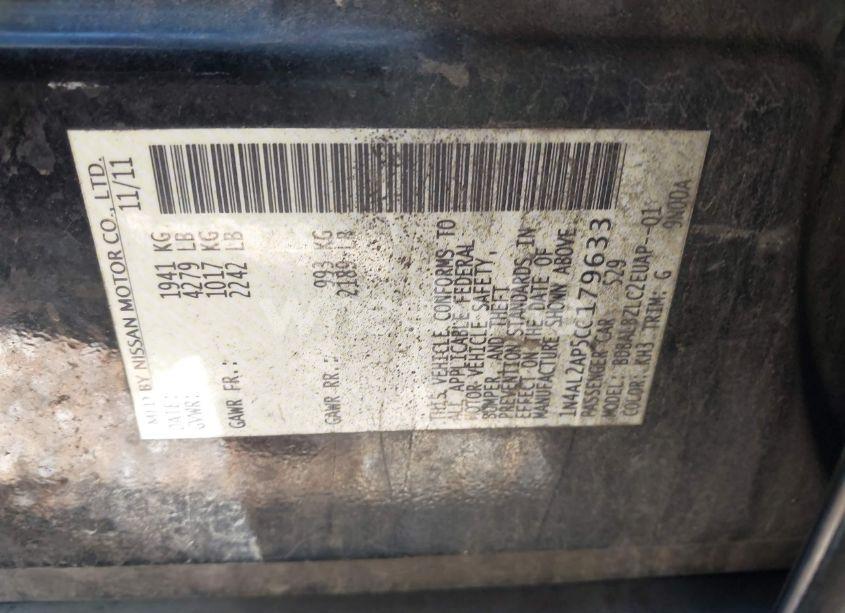 MFD BY NISSAN MOTOR CO., LTD.
DATE: 11/11
GVWR: 1941 KG
4279 LB
GAWR FR.: 1017 KG
2242 LB
GAWR RR.: 993 KG
2189 LB
THIS VEHICLE CONFORMS TO
ALL APPLICABLE FEDERAL
MOTOR VEHICLE SAFETY,
BUMPER AND THEFT
PREVENTION STANDARDS IN
EFFECT ON THE DATE OF
MANUFACTURE SHOWN ABOVE.
1N4AL2AP5CC179633
PASSENGER CAR 529
COLOR: KH3 TRIM: G
9N00A